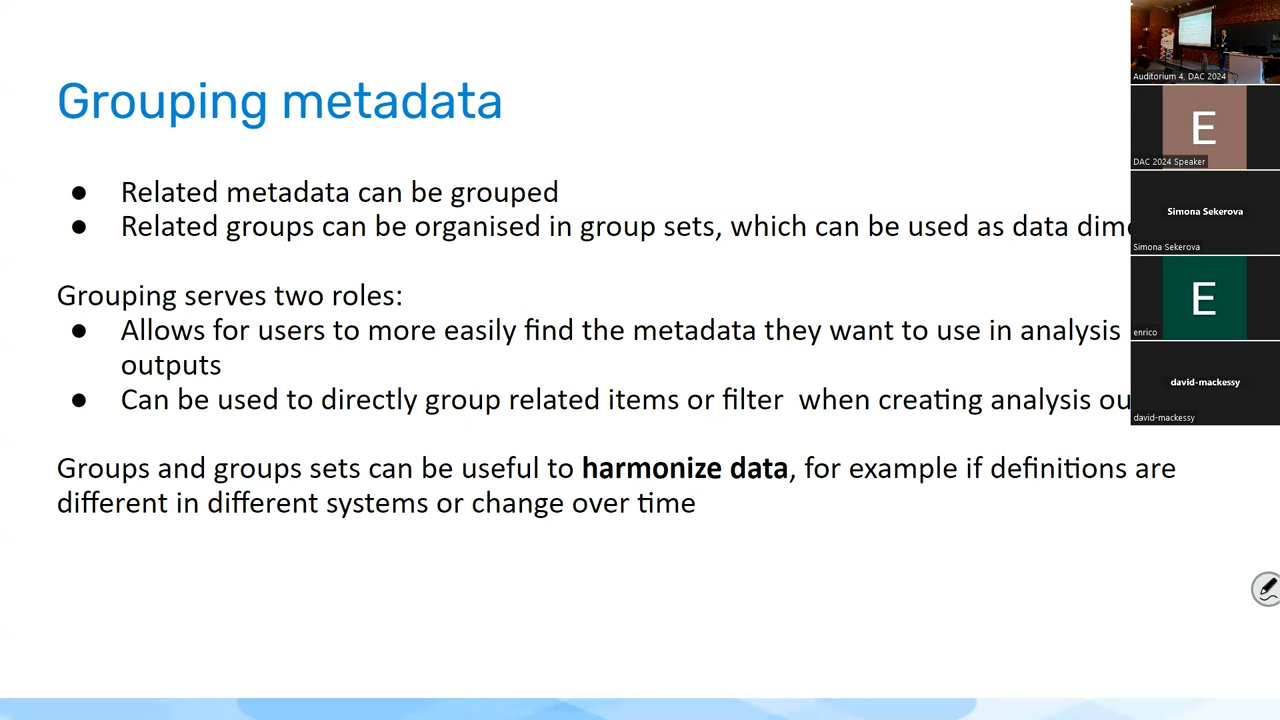 Grouping metadata
● Related metadata can be grouped
● Related groups can be organised in group sets, which can be used as data
Grouping serves two roles:
● Allows for users to more easily find the metadata they want to use in analysis
outputs
● Can be used to directly group related items or filter when creating analysis
Groups and groups sets can be useful to harmonize data, for example if definitions are
different in different systems or change over time
Auditorium 4, DAC 2024
E
DAC 2024 Speaker
Simona Sekerova
Simona Sekerova
E
enrico
david-mackessy
david-mackessy